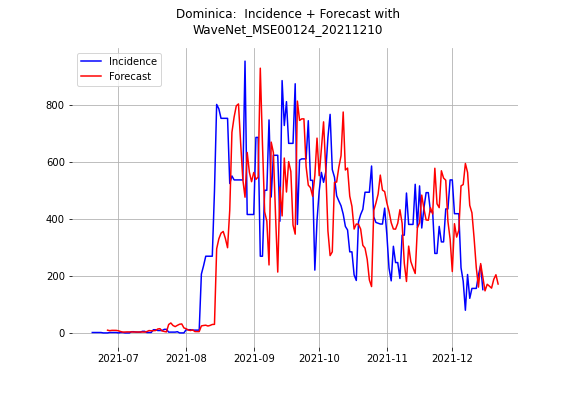 Dominica:  Incidence + Forecast with
WaveNet_MSE00124_20211210
Incidence
Forecast
800
600
400
200
0
2021-07 2021-08 2021-09 2021-10 2021-11 2021-12